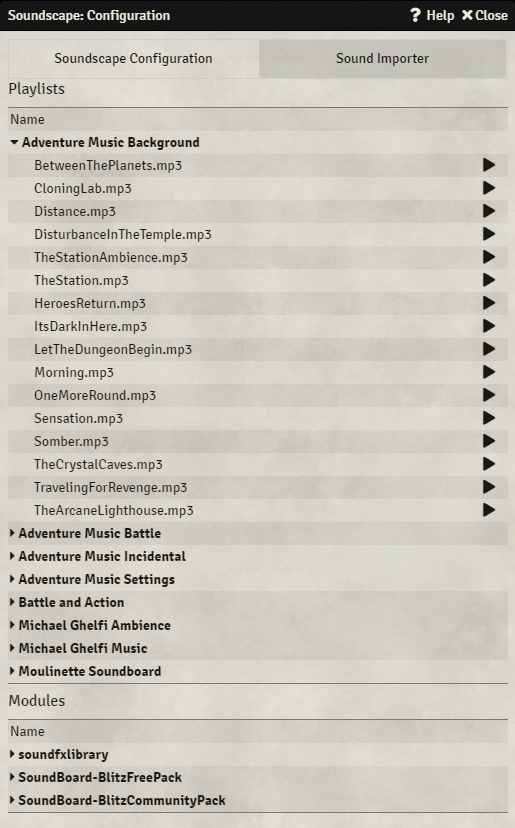 Soundscape: Configuration ? Help ×Close
Soundscape Configuration Sound Importer
Playlists
Name
Adventure Music Background
BetweenThePlanets.mp3
CloningLab.mp3
Distance.mp3
DisturbanceInTheTemple.mp3
TheStationAmbience.mp3
TheStation.mp3
HeroesReturn.mp3
ItsDarkInHere.mp3
LetTheDungeonBegin.mp3
Morning.mp3
OneMoreRound.mp3
Sensation.mp3
Somber.mp3
TheCrystalCaves.mp3
TravelingForRevenge.mp3
TheArcaneLighthouse.mp3
Adventure Music Battle
Adventure Music Incidental
Adventure Music Settings
Battle and Action
Michael Ghelfi Ambience
Michael Ghelfi Music
Moulinette Soundboard
Modules
Name
soundfxlibrary
SoundBoard-BlitzFreePack
SoundBoard-BlitzCommunityPack